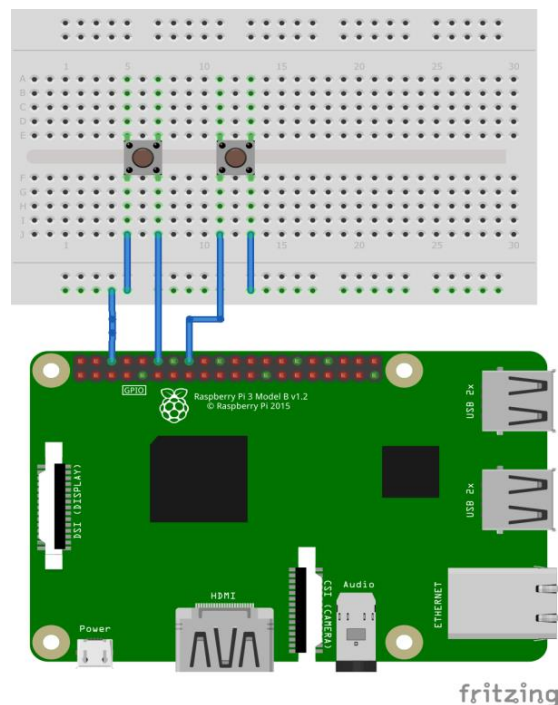 1 5 10 15 20 25 30
A
B
C
D
E
F
G
H
I
J
1 5 10 15 20 25 30
GPIO
Raspberry Pi 3 Model B v1.2
© Raspberry Pi 2015
USB 2x
USB 2x
DSI (DISPLAY)
ETHERNET
HDMI
CSI (CAMERA)
Audio
Power
fritzing